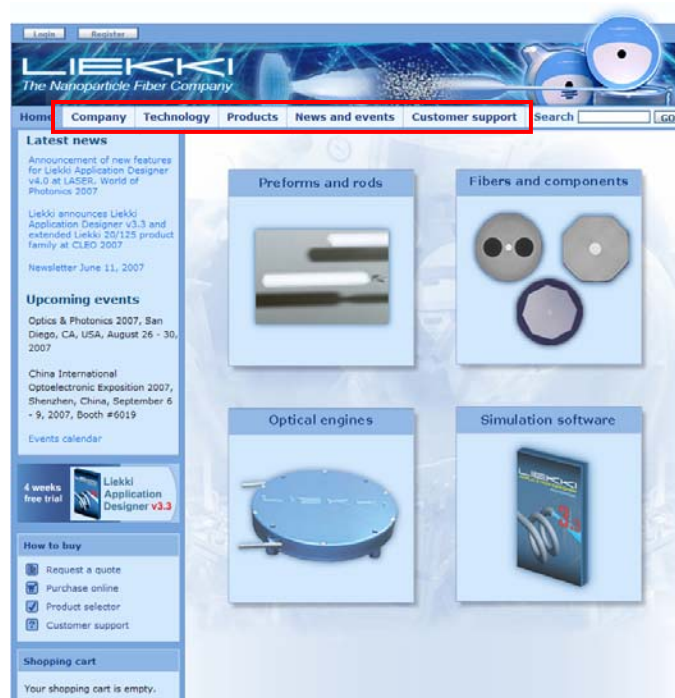 Login Register
LIEKKI
The Nanoparticle Fiber Company
Home Company Technology Products News and events Customer support Search GO
Latest news
Announcement of new features
for Liekki Application Designer
v4.0 at LASER. World of
Photonics 2007
Liekki announces Liekki
Application Designer v3.3 and
extended Liekki 20/125 product
family at CLEO 2007
Newsletter June 11, 2007
Upcoming events
Optics & Photonics 2007, San
Diego, CA, USA, August 26 - 30,
2007
China International
Optoelectronic Exposition 2007,
Shenzhen, China, September 6
- 9, 2007, Booth #6019
Events calendar
4 weeks
free trial
Liekki
Application
Designer v3.3
How to buy
Request a quote
Purchase online
Product selector
Customer support
Shopping cart
Your shopping cart is empty.
Preforms and rods
Fibers and components
Optical engines
LIEKKI
Simulation software
LIEKKI
3.3